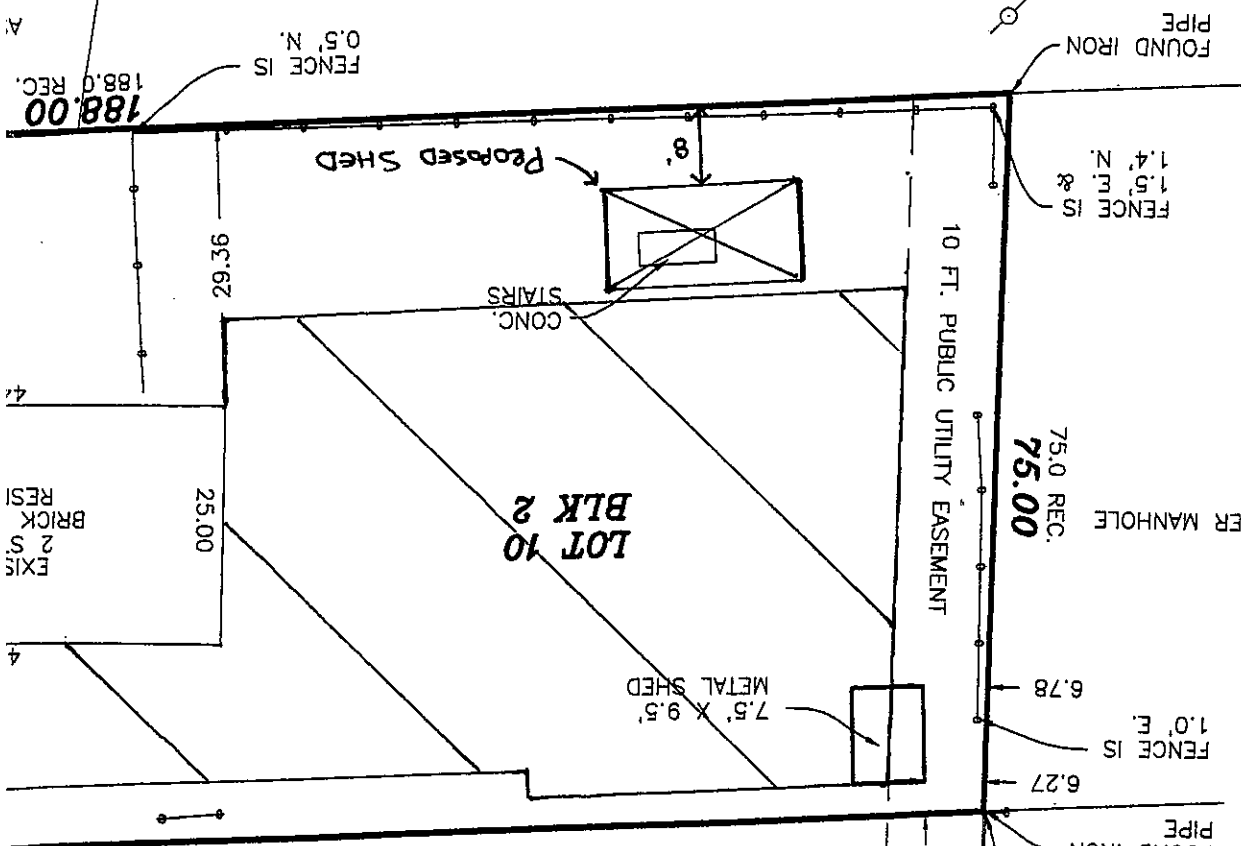 FOUND IRON
PIPE
FENCE IS
0.5' N.
188.0 REC.
188.00
FENCE IS
1.5' E. &
1.4' N.
PROPOSED SHED
8'
29.36
CONC.
STAIRS
10 FT. PUBLIC UTILITY EASEMENT
75.0 REC.
75.00
ER MANHOLE
LOT 10
BLK 2
25.00
EXIS
2 S
BRICK
RESI
7.5' X 9.5'
METAL SHED
6.78
FENCE IS
1.0' E.
6.27
PIPE